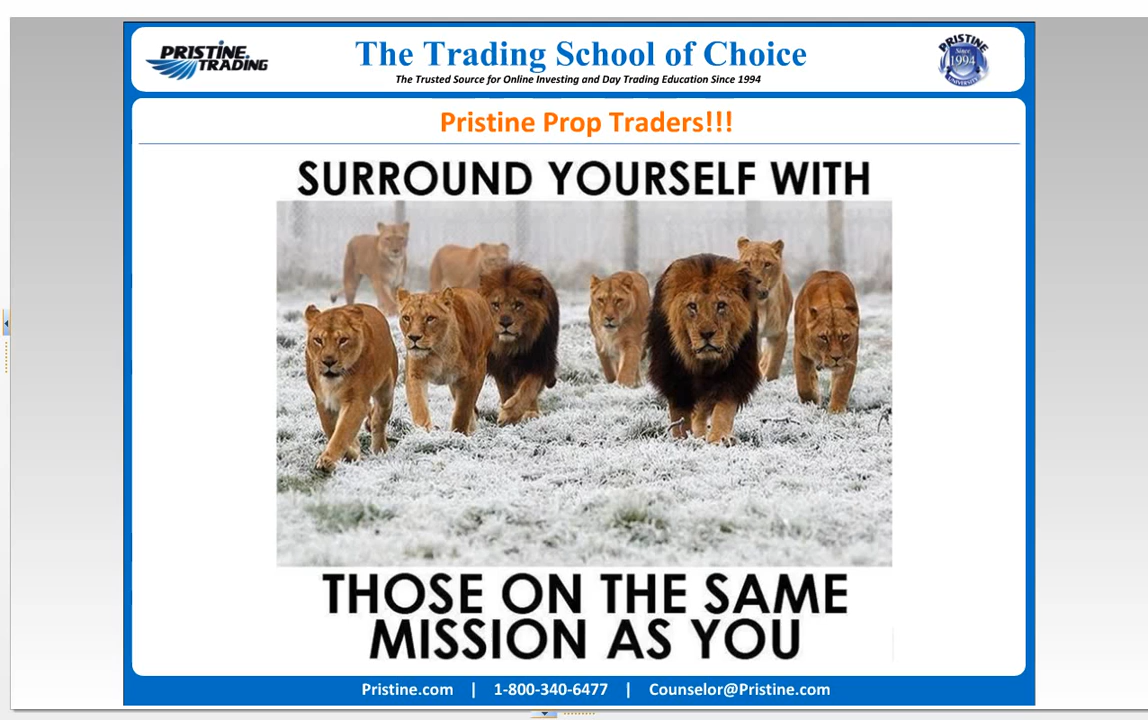 PRISTINE
TRADING
The Trading School of Choice
The Trusted Source for Online Investing and Day Trading Education Since 1994
PRISTINE
Since
1994
UNIVERSITY
Pristine Prop Traders!!!
SURROUND YOURSELF WITH
THOSE ON THE SAME
MISSION AS YOU
Pristine.com | 1-800-340-6477 | Counselor@Pristine.com